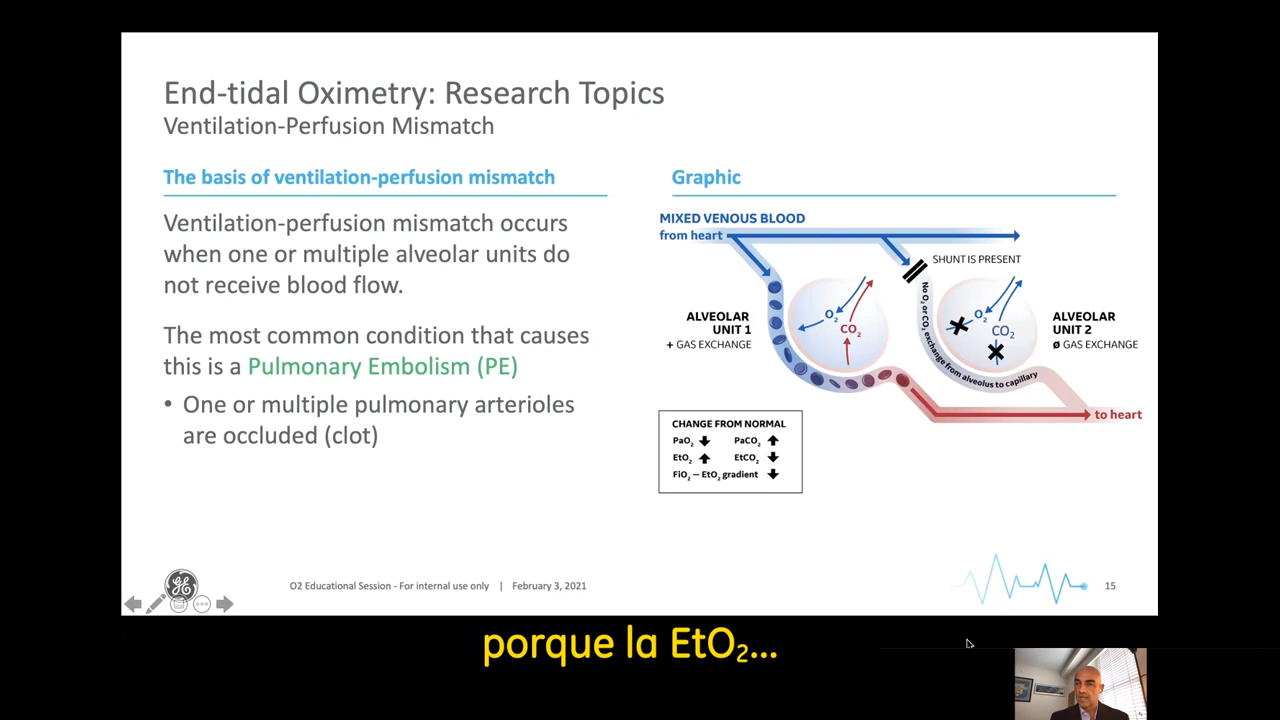 End-tidal Oximetry: Research Topics
Ventilation-Perfusion Mismatch
The basis of ventilation-perfusion mismatch
Ventilation-perfusion mismatch occurs
when one or multiple alveolar units do
not receive blood flow.
The most common condition that causes
this is a Pulmonary Embolism (PE)
• One or multiple pulmonary arterioles
are occluded (clot)
Graphic
MIXED VENOUS BLOOD
from heart
SHUNT IS PRESENT
ALVEOLAR
UNIT 1
+ GAS EXCHANGE
O₂
CO₂
No O₂ or CO₂ exchange from alveolus to capillary
O₂
CO₂
ALVEOLAR
UNIT 2
Ø GAS EXCHANGE
to heart
CHANGE FROM NORMAL
PaO₂ ↓ PaCO₂ ↑
EtO₂ ↑ EtCO₂ ↓
FiO₂ – EtO₂ gradient ↓
GE
O2 Educational Session - For internal use only | February 3, 2021
15
porque la EtO₂...